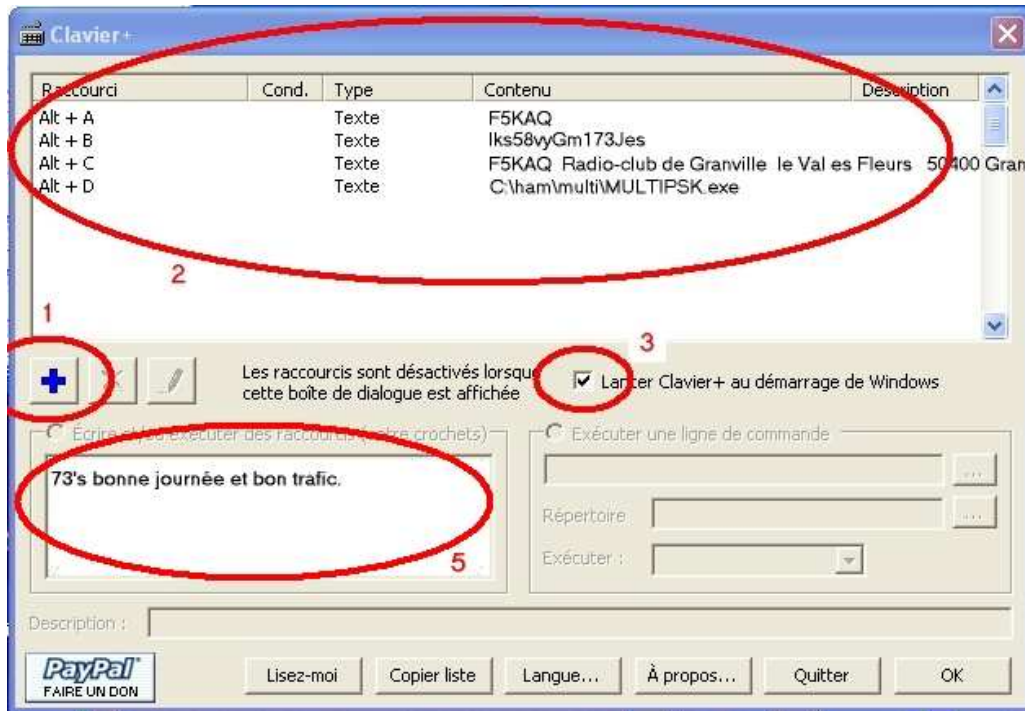 Clavier+
Raccourci Cond. Type Contenu Description
Alt + A Texte F5KAQ
Alt + B Texte Iks58vyGm173Jes
Alt + C Texte F5KAQ Radio-club de Granville le Val es Fleurs 50400 Gran
Alt + D Texte C:\ham\multi\MULTIPSK.exe
2
1
3
Les raccourcis sont désactivés lorsque
cette boîte de dialogue est affichée
Lancer Clavier+ au démarrage de Windows
Écrire et/ou exécuter des raccourcis (entre crochets)
Exécuter une ligne de commande
73's bonne journée et bon trafic.
...
Répertoire
...
Exécuter :
5
Description :
PayPal
FAIRE UN DON
Lisez-moi
Copier liste
Langue...
À propos...
Quitter
OK